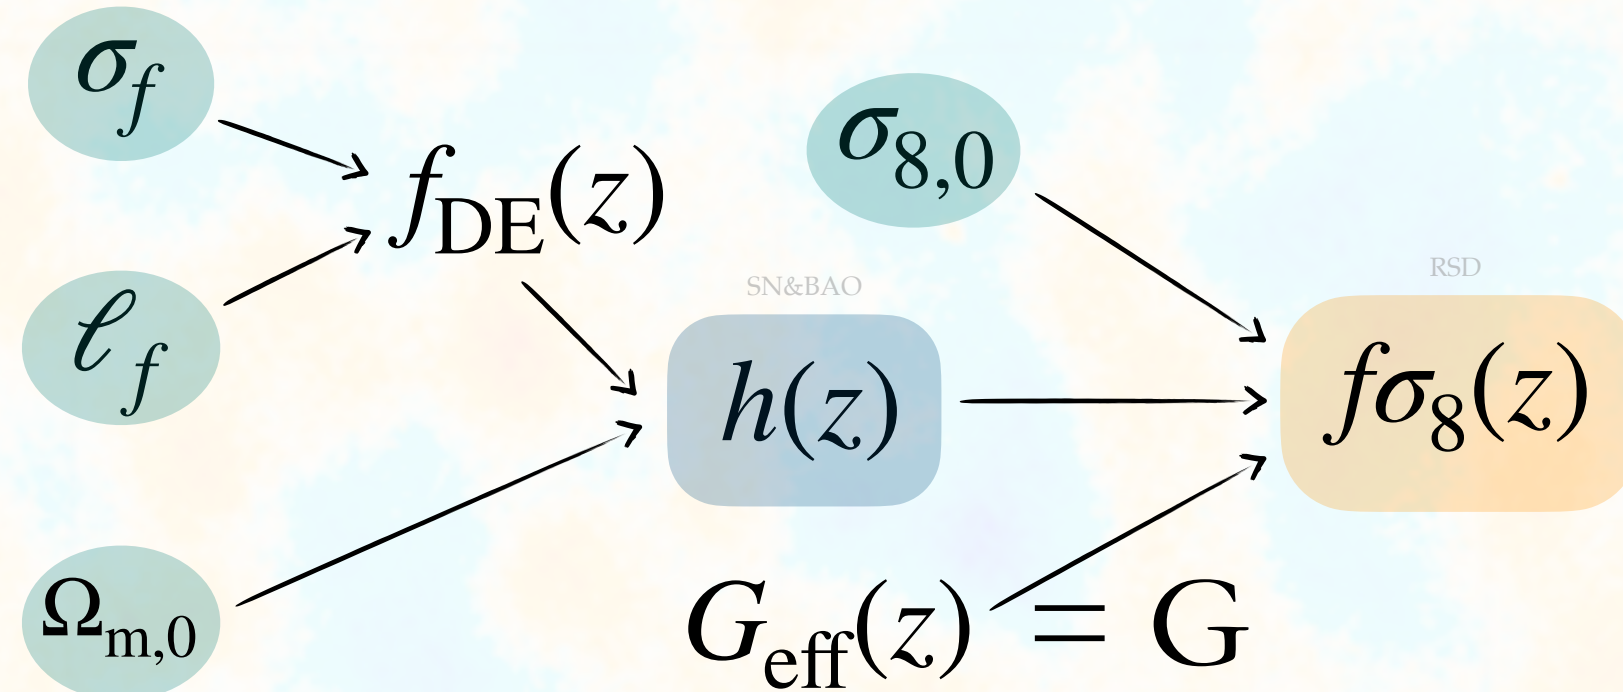 σ_f
f_DE(z)
σ_8,0
ℓ_f
SN&BAO
RSD
h(z)
fσ_8(z)
Ω_m,0
G_eff(z) = G